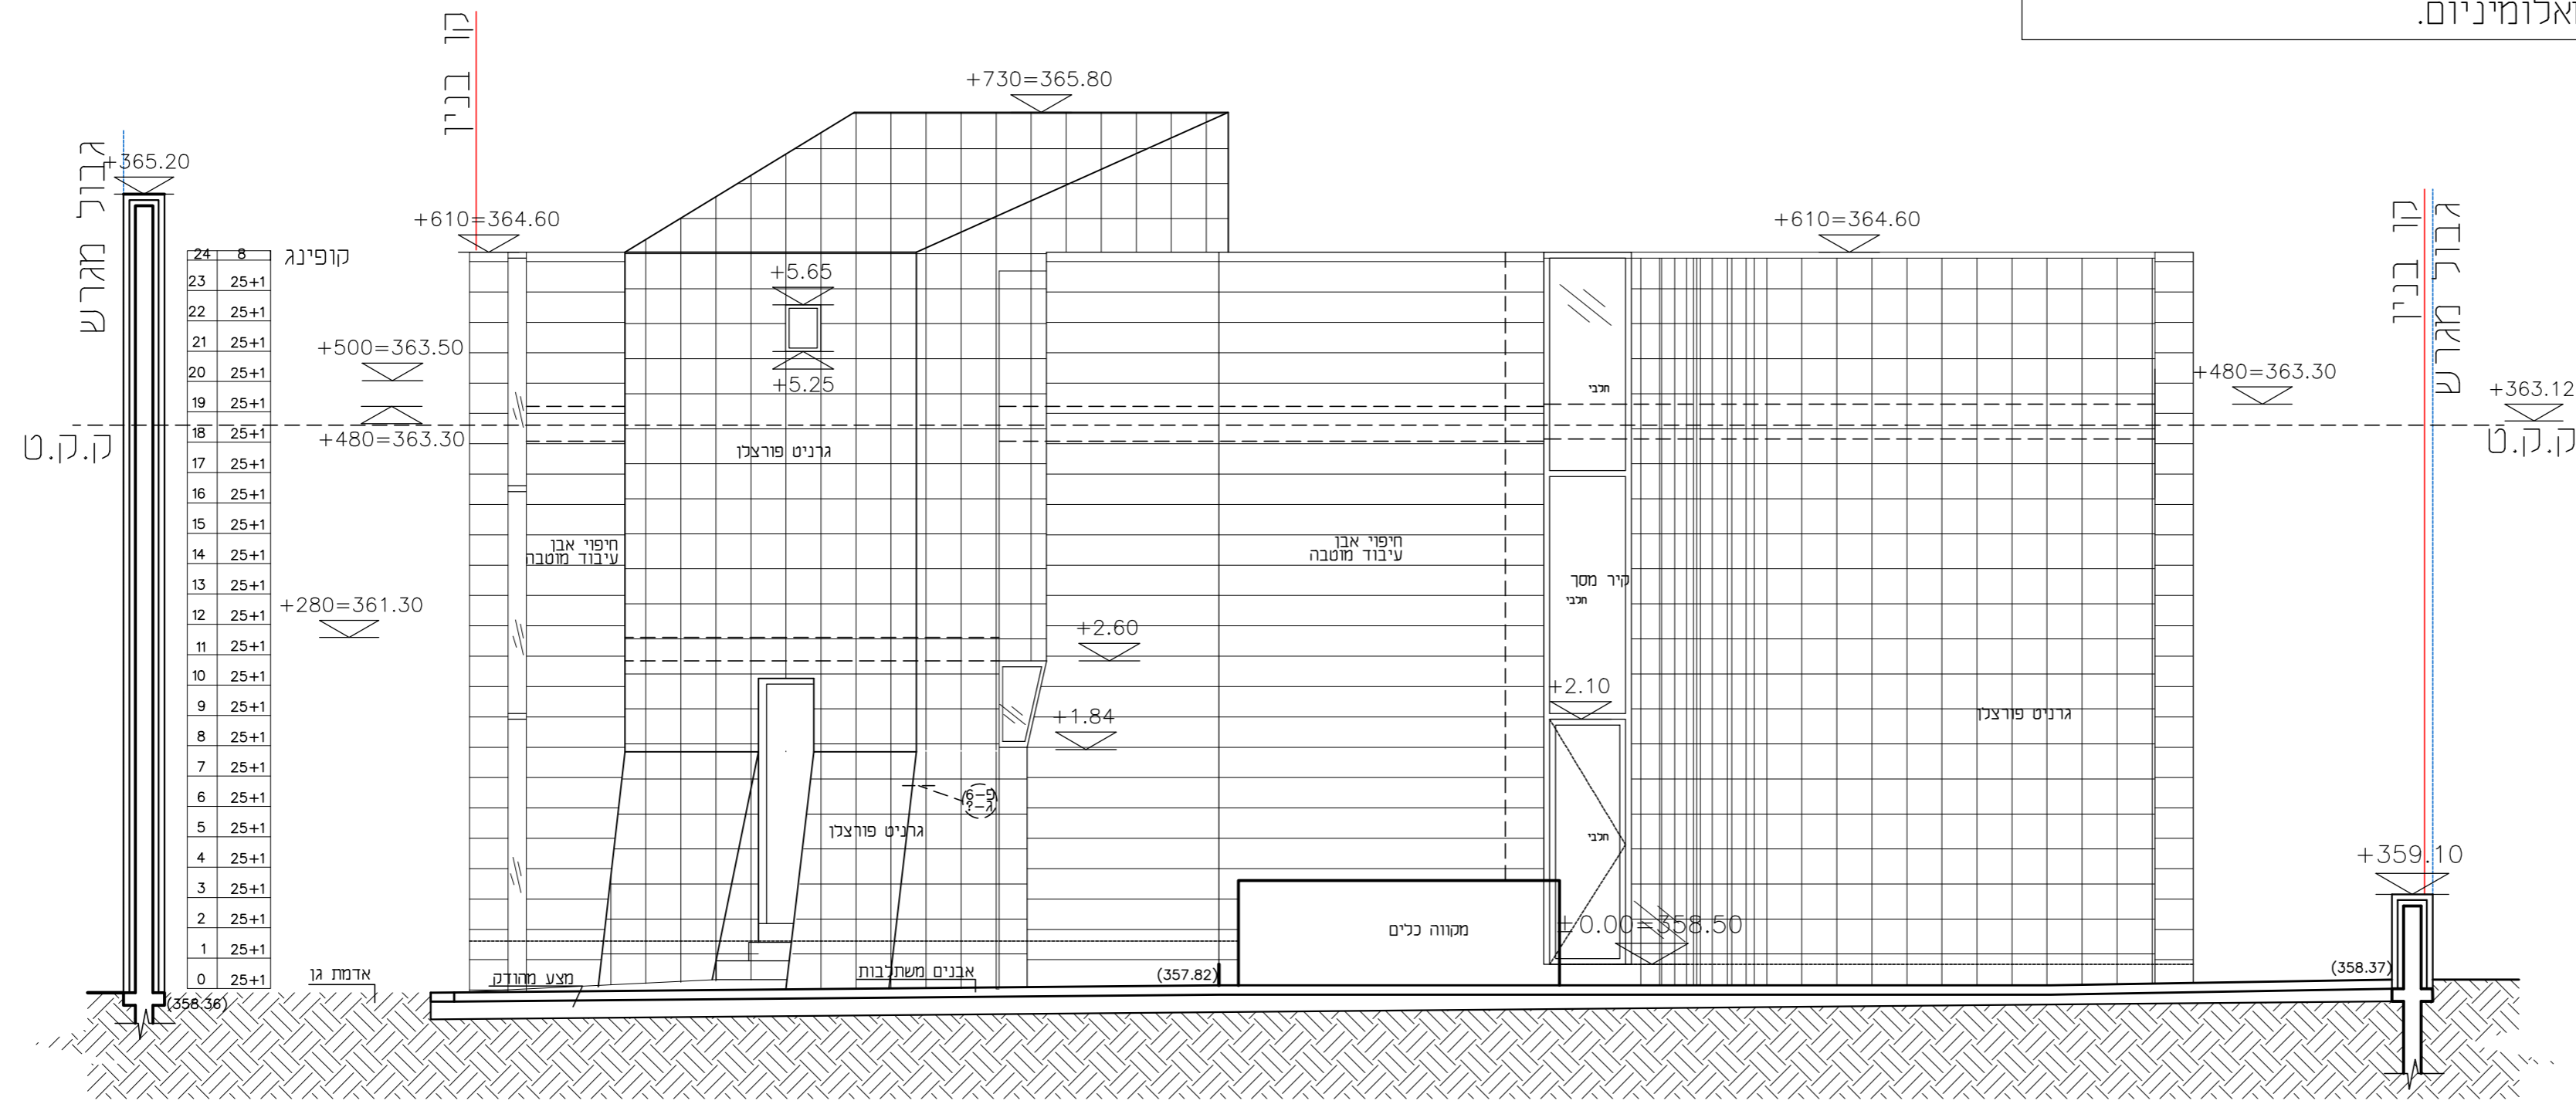 ואלומיניום.
קו בנין
+730=365.80
גבול מגרש
+365.20
+610=364.60
+610=364.60
קו בנין
גבול מגרש
24 8 קופינג
23 25+1
22 25+1
21 25+1
20 25+1
19 25+1
18 25+1
17 25+1
16 25+1
15 25+1
14 25+1
13 25+1
12 25+1
11 25+1
10 25+1
9 25+1
8 25+1
7 25+1
6 25+1
5 25+1
4 25+1
3 25+1
2 25+1
1 25+1
0 25+1
+5.65
+5.25
+500=363.50
+480=363.30
+480=363.30
+363.12
ק.ק.ט
ק.ק.ט
חלבי
גרניט פורצלן
חיפוי אבן
עיבוד מוטבה
חיפוי אבן
עיבוד מוטבה
קיר מסך
חלבי
+280=361.30
+2.60
+2.10
+1.84
גרניט פורצלן
פ-6
ג-?
גרניט פורצלן
חלבי
+359.10
מקווה כלים
±0.00=358.50
אדמת גן
מצע מהודק
אבנים משתלבות
(357.82)
(358.37)
(358.36)